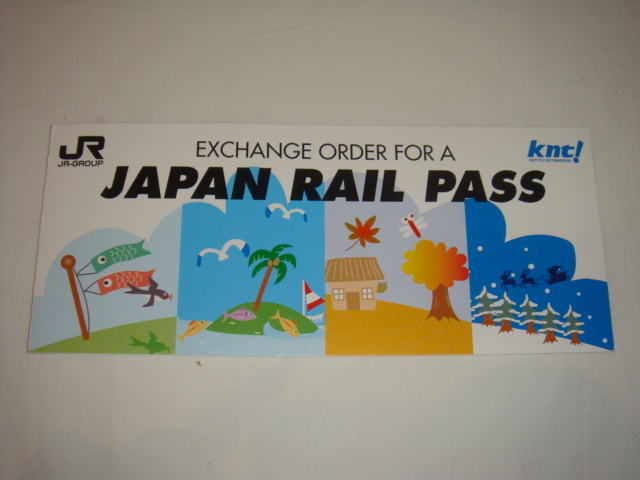 JR
JR-GROUP
EXCHANGE ORDER FOR A
JAPAN RAIL PASS
knt!